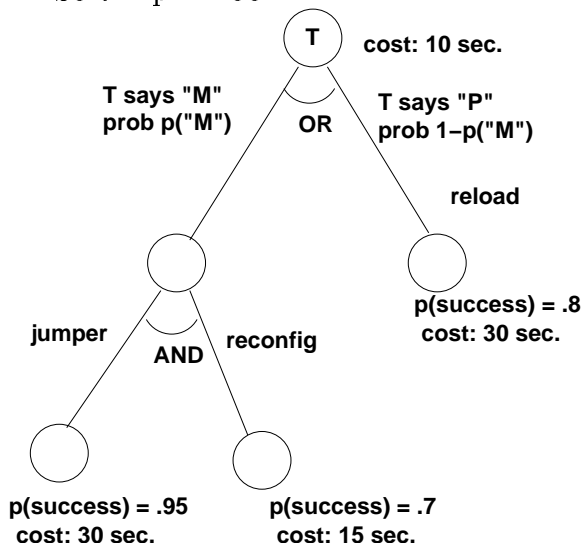 T
cost: 10 sec.
T says "M"
prob p("M")
OR
T says "P"
prob 1−p("M")
reload
p(success) = .8
cost: 30 sec.
jumper
AND
reconfig
p(success) = .95
cost: 30 sec.
p(success) = .7
cost: 15 sec.